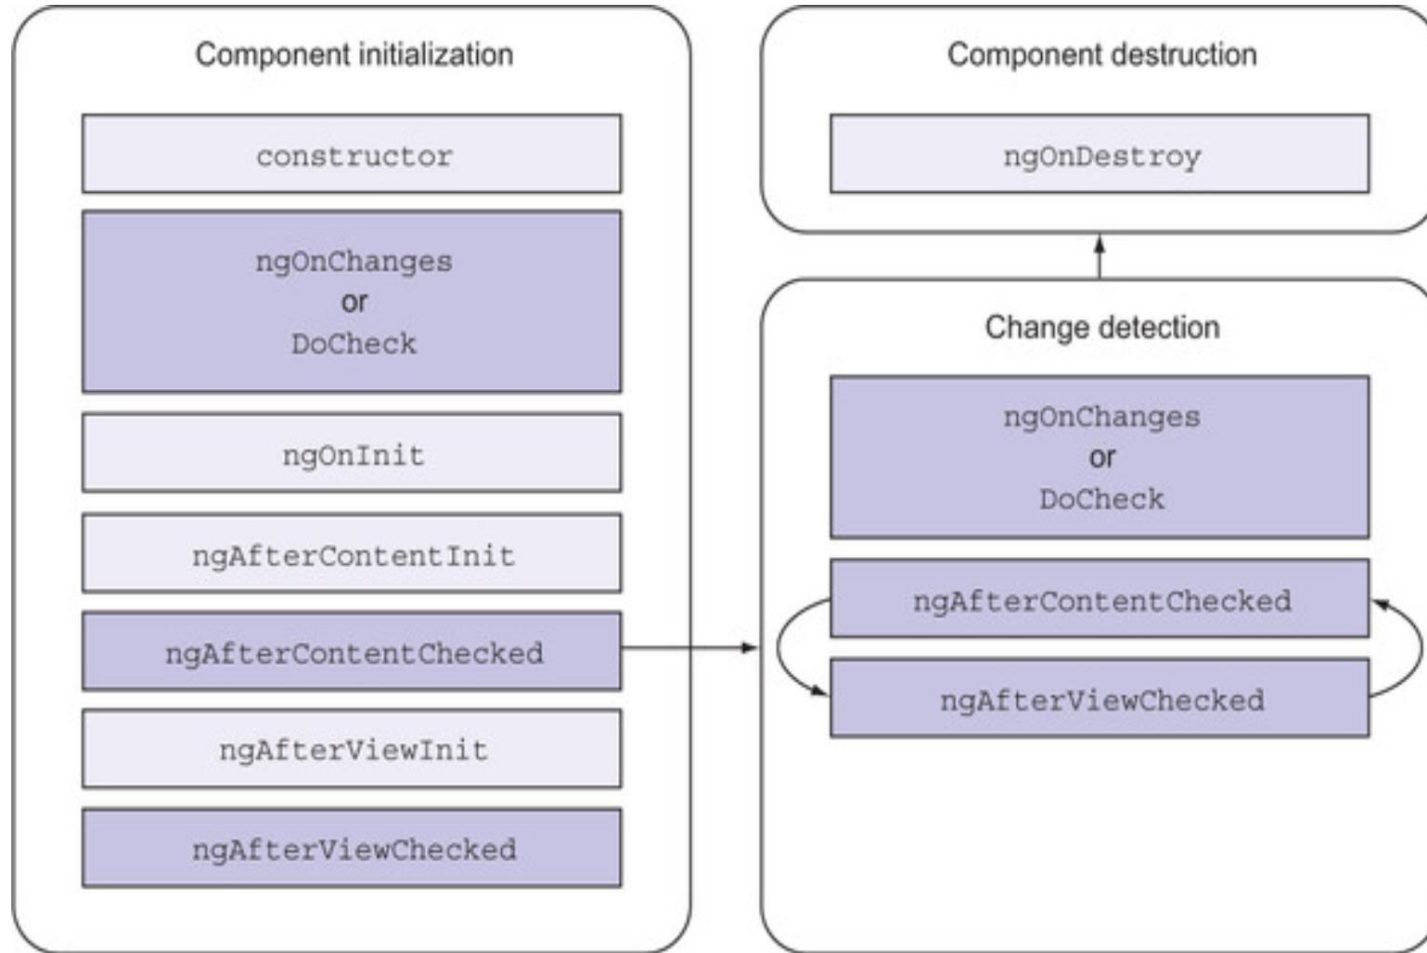 Component initialization
constructor
ngOnChanges
or
DoCheck
ngOnInit
ngAfterContentInit
ngAfterContentChecked
ngAfterViewInit
ngAfterViewChecked
Component destruction
ngOnDestroy
Change detection
ngOnChanges
or
DoCheck
ngAfterContentChecked
ngAfterViewChecked